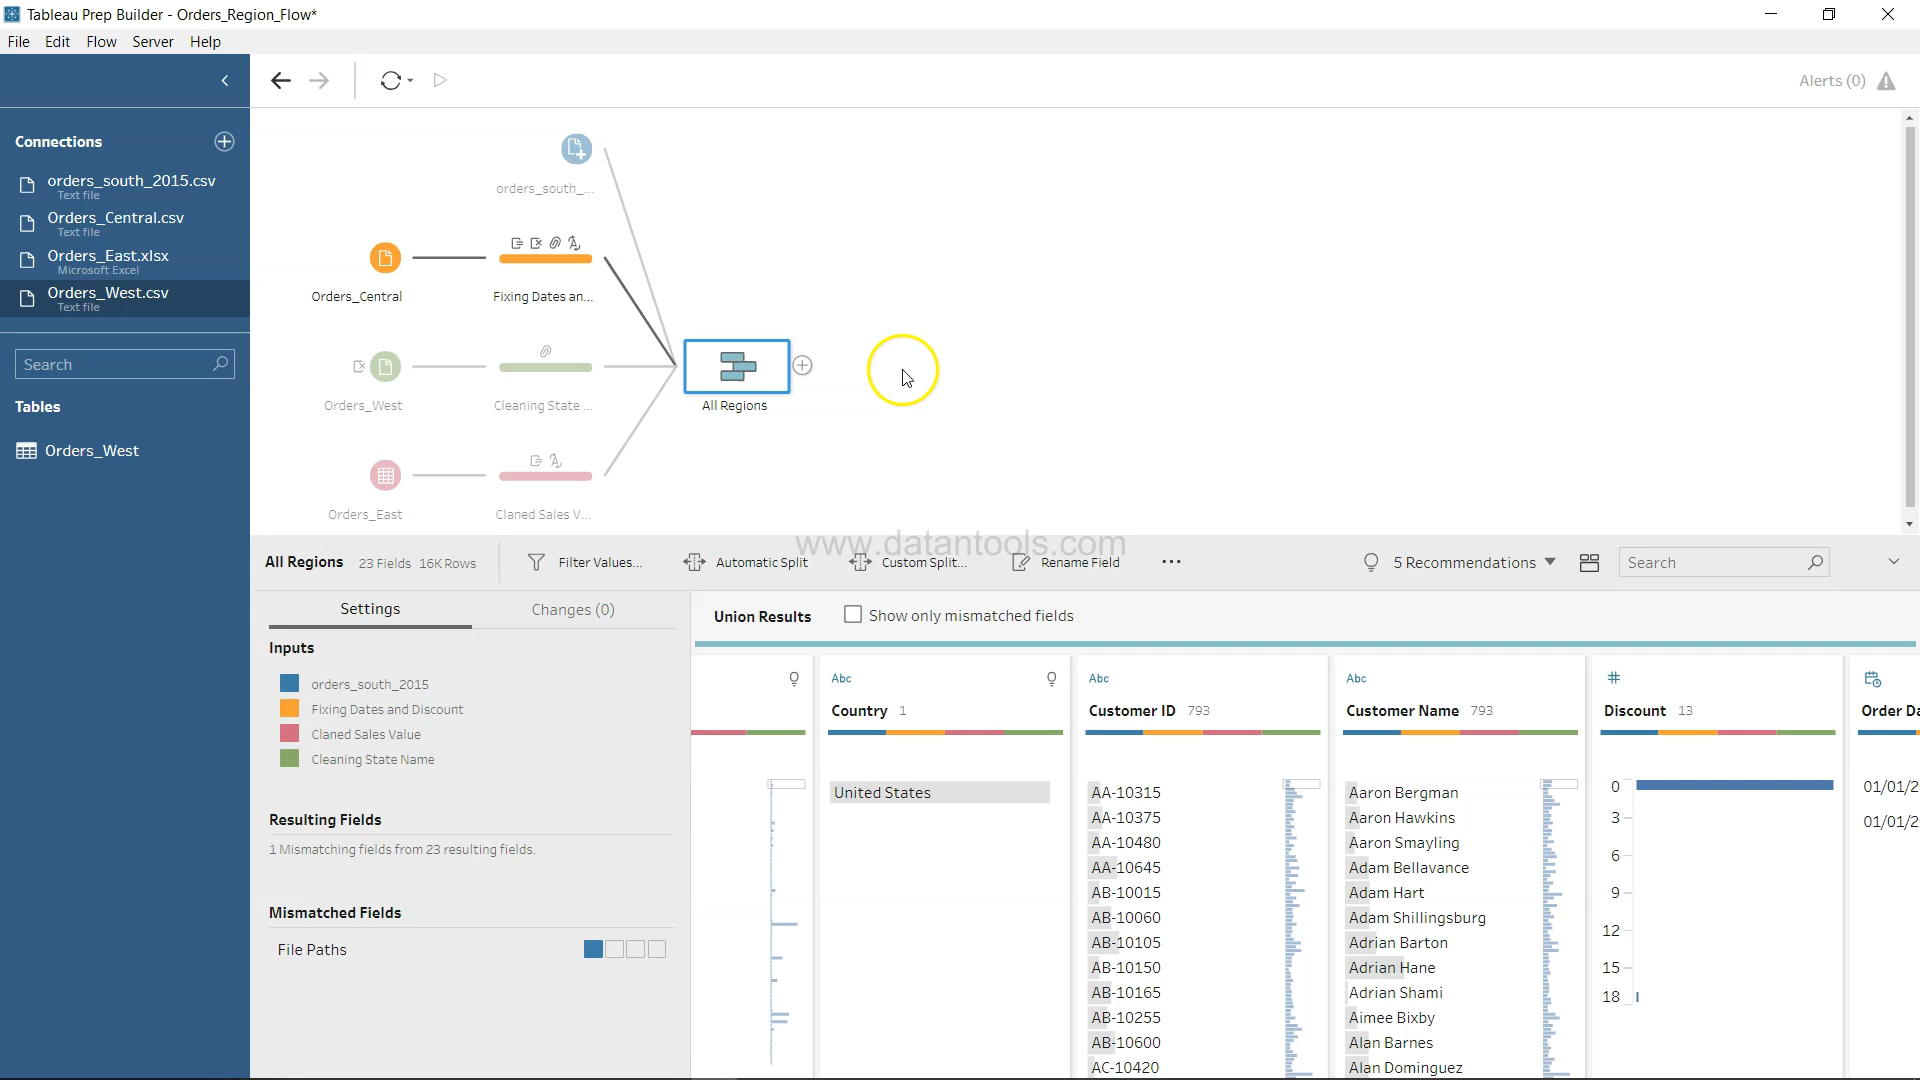 Tableau Prep Builder - Orders_Region_Flow*
File Edit Flow Server Help
Alerts (0)
Connections
orders_south_2015.csv
Text file
Orders_Central.csv
Text file
Orders_East.xlsx
Microsoft Excel
Orders_West.csv
Text file
Search
Tables
Orders_West
orders_south_...
Orders_Central
Fixing Dates an...
Orders_West
Cleaning State ...
All Regions
Orders_East
Claned Sales V...
www.datantools.com
All Regions 23 Fields 16K Rows
Filter Values...
Automatic Split
Custom Split...
Rename Field
...
5 Recommendations
Search
Settings
Changes (0)
Inputs
orders_south_2015
Fixing Dates and Discount
Claned Sales Value
Cleaning State Name
Resulting Fields
1 Mismatching fields from 23 resulting fields.
Mismatched Fields
File Paths
Union Results
Show only mismatched fields
Abc
Country 1
United States
Abc
Customer ID 793
AA-10315
AA-10375
AA-10480
AA-10645
AB-10015
AB-10060
AB-10105
AB-10150
AB-10165
AB-10255
AB-10600
AC-10420
Abc
Customer Name 793
Aaron Bergman
Aaron Hawkins
Aaron Smayling
Adam Bellavance
Adam Hart
Adam Shillingsburg
Adrian Barton
Adrian Hane
Adrian Shami
Aimee Bixby
Alan Barnes
Alan Dominguez
#
Discount 13
0
3
6
9
12
15
18
Order Da
01/01/2
01/01/2